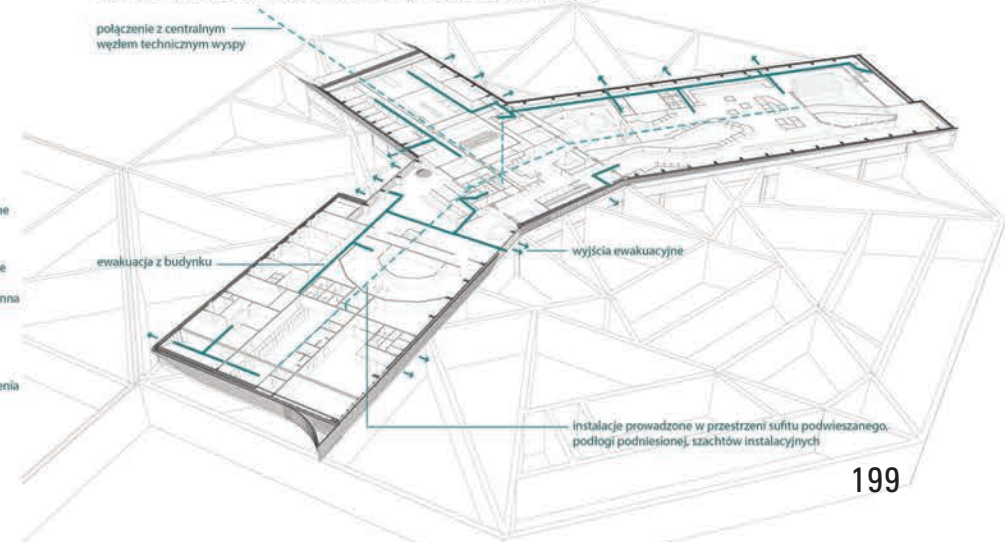 połączenie z centralnym
węzłem technicznym wyspy
ewakuacja z budynku
wyjścia ewakuacyjne
instalacje prowadzone w przestrzeni sufitu podwieszanego,
podłogi podniesionej, szachtów instalacyjnych
199